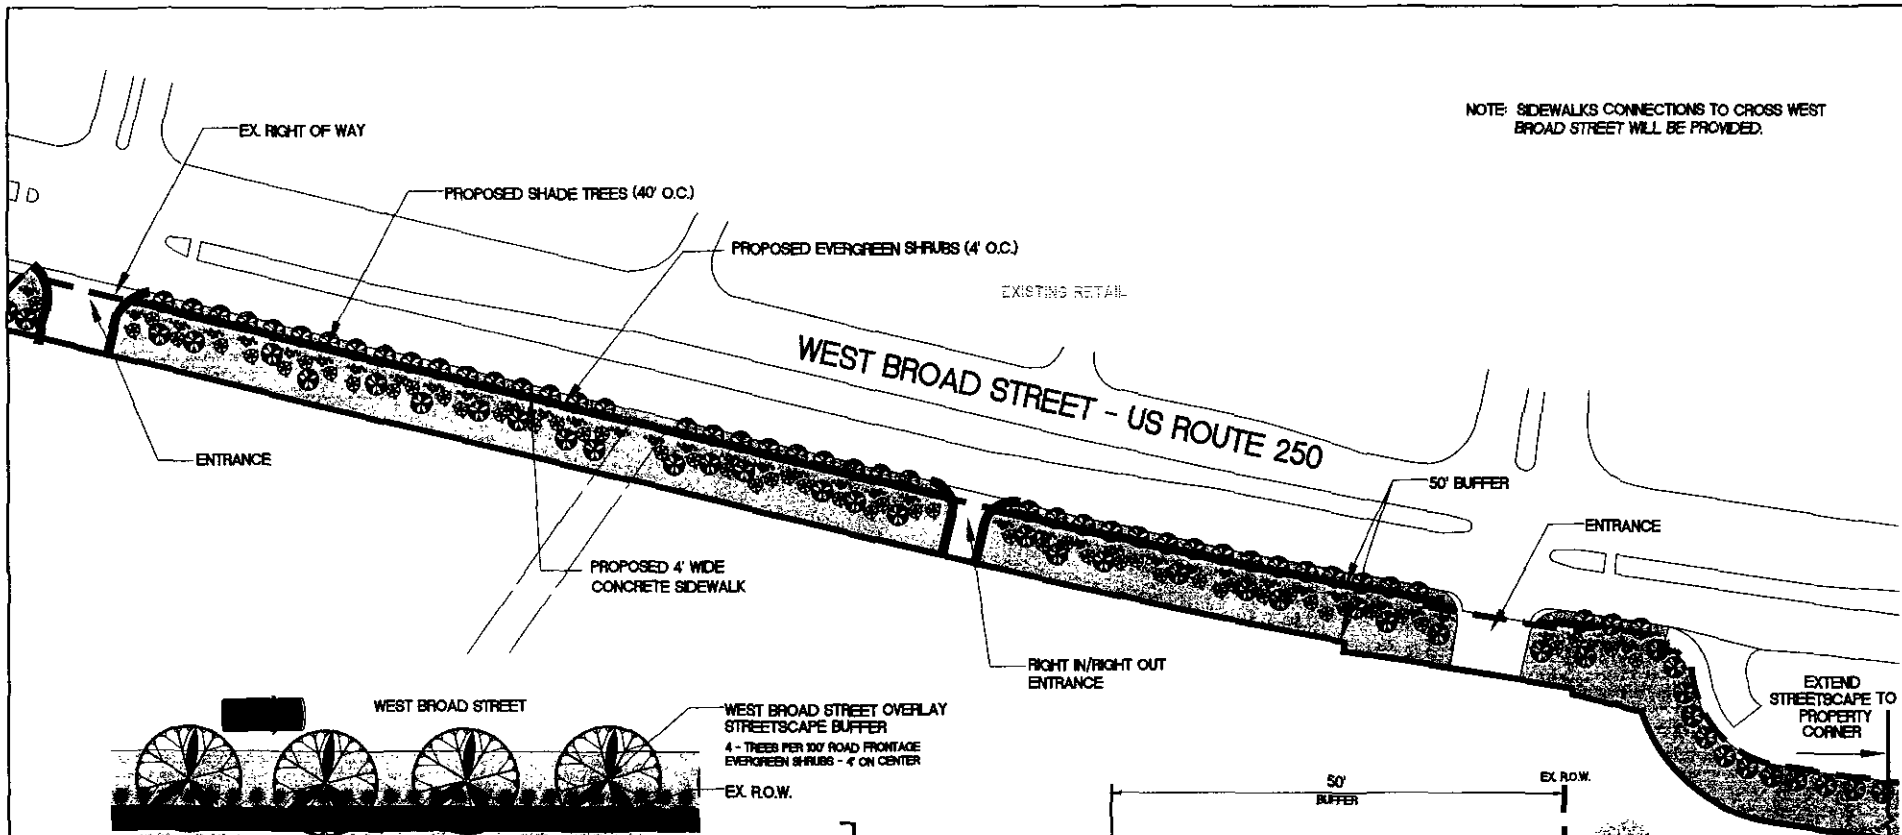 NOTE: SIDEWALKS CONNECTIONS TO CROSS WEST
BROAD STREET WILL BE PROVIDED.
EX. RIGHT OF WAY
PROPOSED SHADE TREES (40' O.C.)
D
PROPOSED EVERGREEN SHRUBS (4' O.C.)
EXISTING RETAIL
WEST BROAD STREET - US ROUTE 250
ENTRANCE
50' BUFFER
ENTRANCE
PROPOSED 4' WIDE
CONCRETE SIDEWALK
RIGHT IN/RIGHT OUT
ENTRANCE
EXTEND
STREETSCAPE TO
PROPERTY
CORNER
WEST BROAD STREET
WEST BROAD STREET OVERLAY
STREETSCAPE BUFFER
4 - TREES PER 100' ROAD FRONTAGE
EVERGREEN SHRUBS - 4' ON CENTER
EX. R.O.W.
50'
BUFFER
EX. R.O.W.